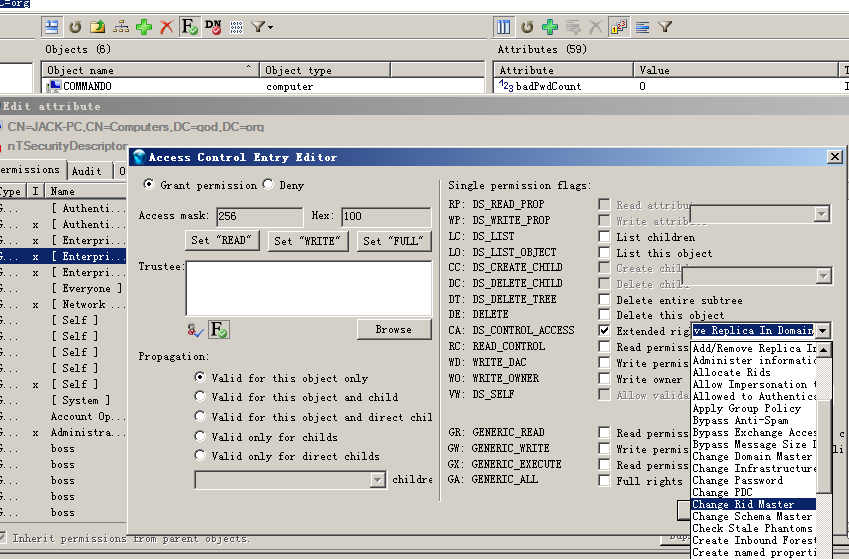 C=org
Objects (6)
Attributes (59)
Object name
Object type
Attribute
Value
COMMANDO
computer
badPwdCount
0
Edit attribute
CN=JACK-PC,CN=Computers,DC=god,DC=org
nTSecurityDescriptor
ermissions
Audit
O
Type
I
Name
G...
[ Authenti...
G... x [ Authenti...
G... x [ Enterpri...
G... x [ Enterpri...
G... x [ Enterpri...
G... [ Everyone ]
G... x [ Network ...
G... [ Self ]
G... [ Self ]
G... [ Self ]
G... [ Self ]
G... x [ Self ]
G... [ System ]
G... Account Op...
G... x Administra...
G... boss
G... boss
G... boss
G... boss
G... boss
Inherit permissions from parent objects.
Access Control Entry Editor
Grant permission
Deny
Access mask:
256
Hex:
100
Set "READ"
Set "WRITE"
Set "FULL"
Trustee:
Browse
Propagation:
Valid for this object only
Valid for this object and child
Valid for this object and direct chil
Valid only for childs
Valid only for direct childs
childre
Single permission flags:
RP: DS_READ_PROP
Read attribu
WP: DS_WRITE_PROP
Write attrib
LC: DS_LIST
List children
LO: DS_LIST_OBJECT
List this object
CC: DS_CREATE_CHILD
Create chil
DC: DS_DELETE_CHILD
Delete chil
DT: DS_DELETE_TREE
Delete entire subtree
DE: DELETE
Delete this object
CA: DS_CONTROL_ACCESS
Extended rig
ve Replica In Domain
RC: READ_CONTROL
Read permiss
WD: WRITE_DAC
Write permis
WO: WRITE_OWNER
Write owner
VW: DS_SELF
Allow valida
GR: GENERIC_READ
Read permiss
GW: GENERIC_WRITE
Write permis
GX: GENERIC_EXECUTE
Read permiss
GA: GENERIC_ALL
Full rights
Add/Remove Replica In
Administer informatio
Allocate Rids
Allow Impersonation t
Allowed to Authentica
Apply Group Policy
Bypass Anti-Spam
Bypass Exchange Acces
Bypass Message Size L
Change Domain Master
Change Infrastructure
Change Password
Change PDC
Change Rid Master
Change Schema Master
Check Stale Phantoms
Create Inbound Forest
Create named properti